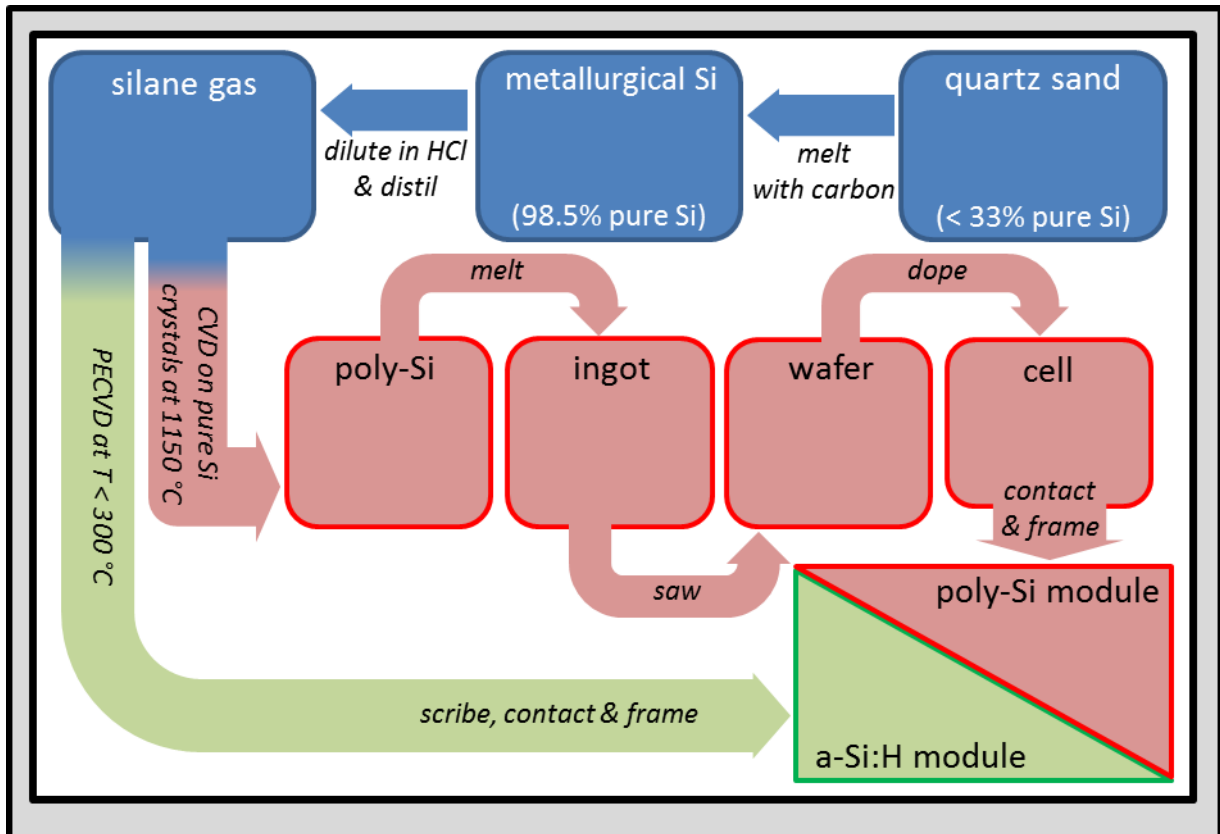 silane gas
metallurgical Si
(98.5% pure Si)
quartz sand
(< 33% pure Si)
dilute in HCl
& distil
melt
with carbon
melt
dope
CVD on pure Si
crystals at 1150 °C
PECVD at T < 300 °C
poly-Si
ingot
wafer
cell
saw
contact
& frame
poly-Si module
scribe, contact & frame
a-Si:H module